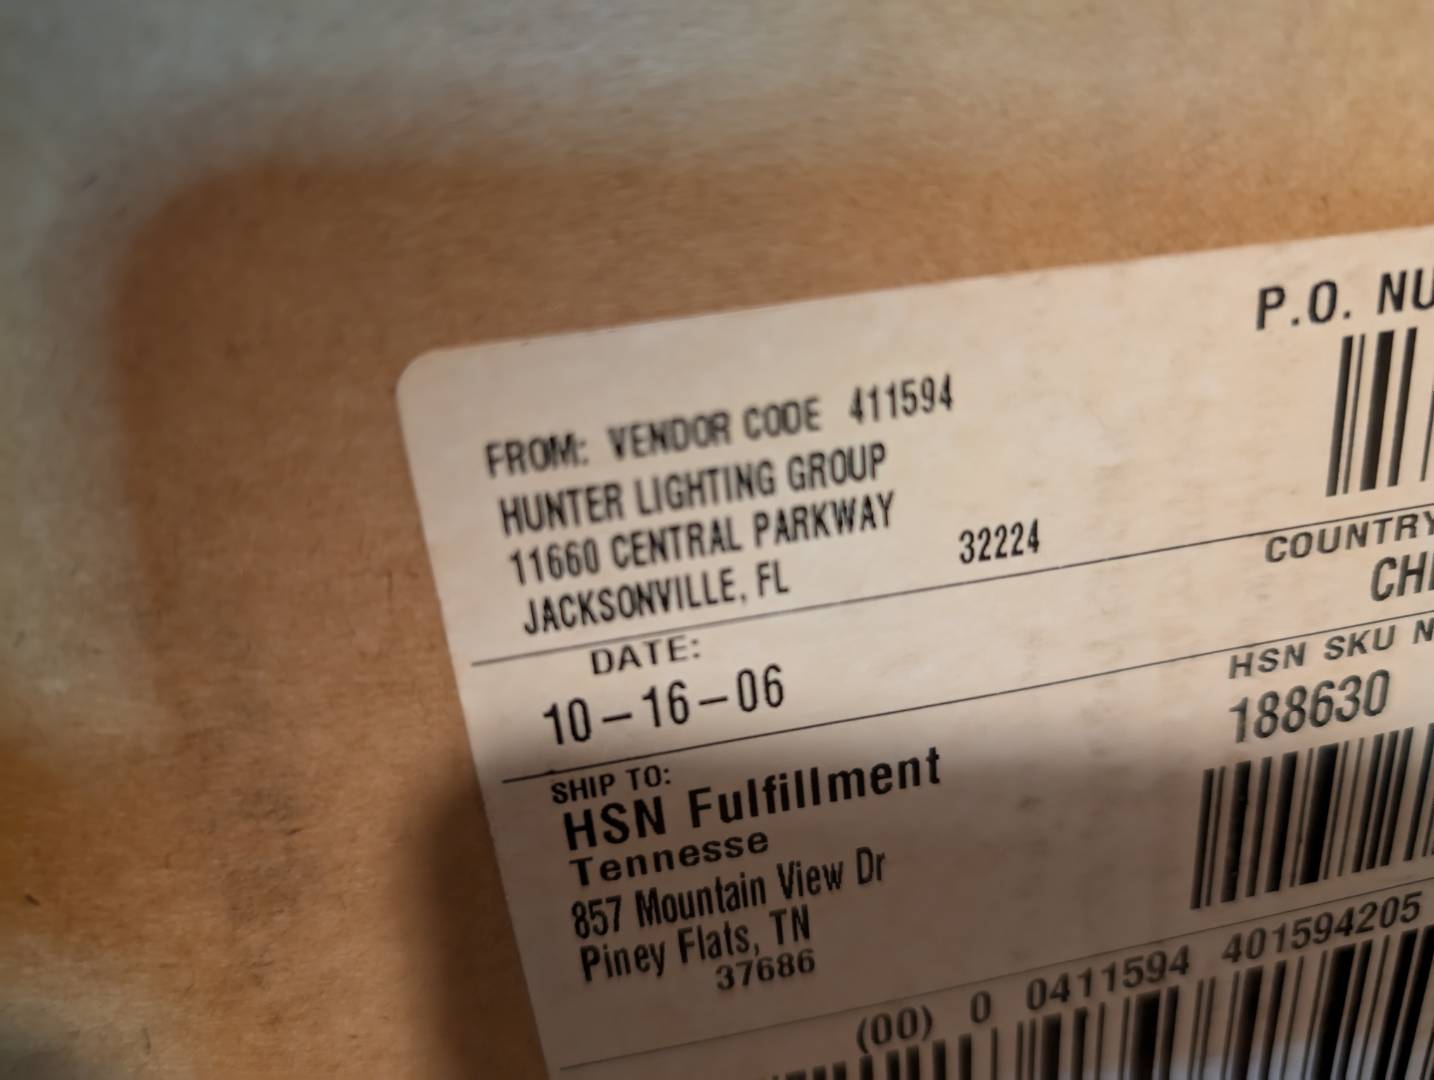 P.O. NU
FROM: VENDOR CODE 411594
HUNTER LIGHTING GROUP
11660 CENTRAL PARKWAY
JACKSONVILLE, FL 32224
COUNTRY
CHI
DATE:
10-16-06
HSN SKU N
188630
SHIP TO:
HSN Fulfillment
Tennesse
857 Mountain View Dr
Piney Flats, TN
37686
(00) 0 0411594 401594205